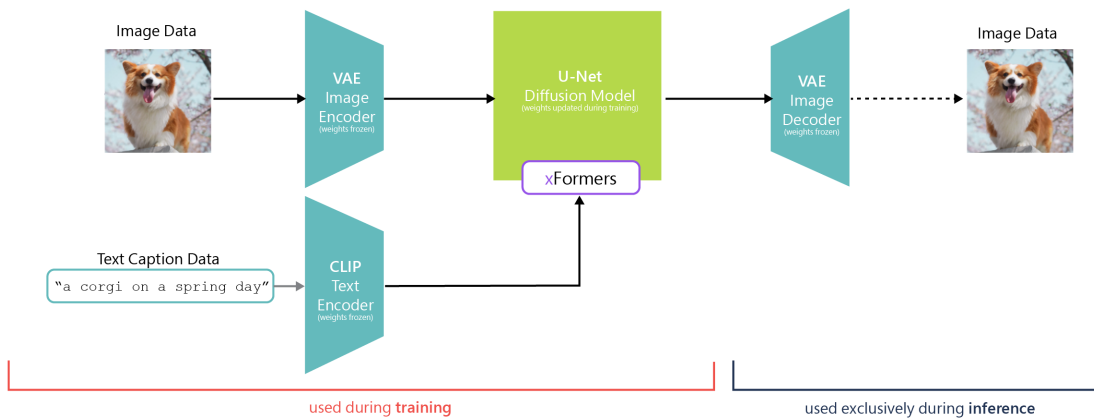 Image Data
VAE
Image
Encoder
(weights frozen)
U-Net
Diffusion Model
(weights updated during training)
xFormers
VAE
Image
Decoder
(weights frozen)
Image Data
Text Caption Data
“a corgi on a spring day”
CLIP
Text
Encoder
(weights frozen)
used during training
used exclusively during inference